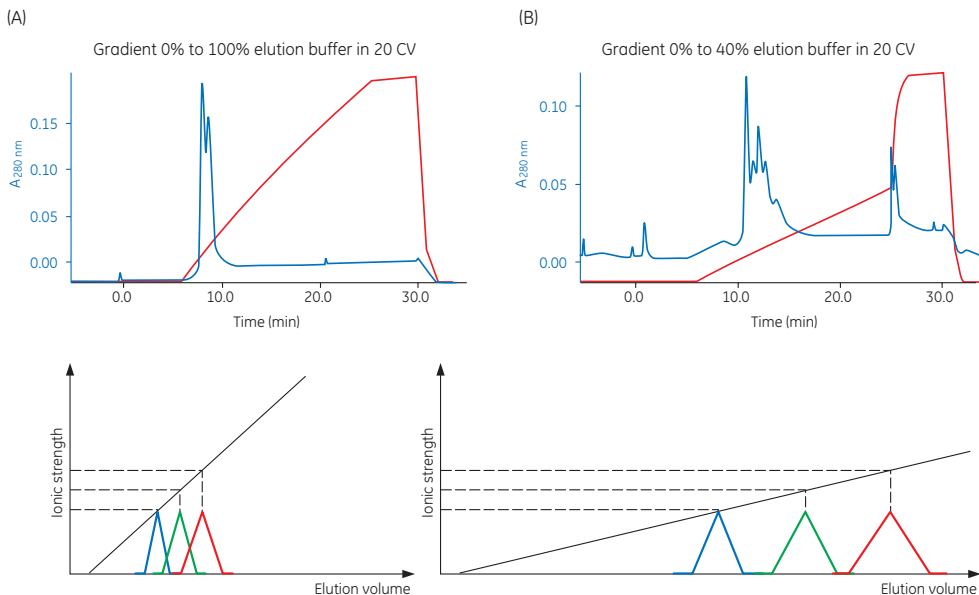 (A)
Gradient 0% to 100% elution buffer in 20 CV
A280 nm
0.15
0.10
0.05
0.00
0.0
10.0
20.0
30.0
Time (min)
(B)
Gradient 0% to 40% elution buffer in 20 CV
A280 nm
0.10
0.05
0.00
0.0
10.0
20.0
30.0
Time (min)
Ionic strength
Elution volume
Ionic strength
Elution volume